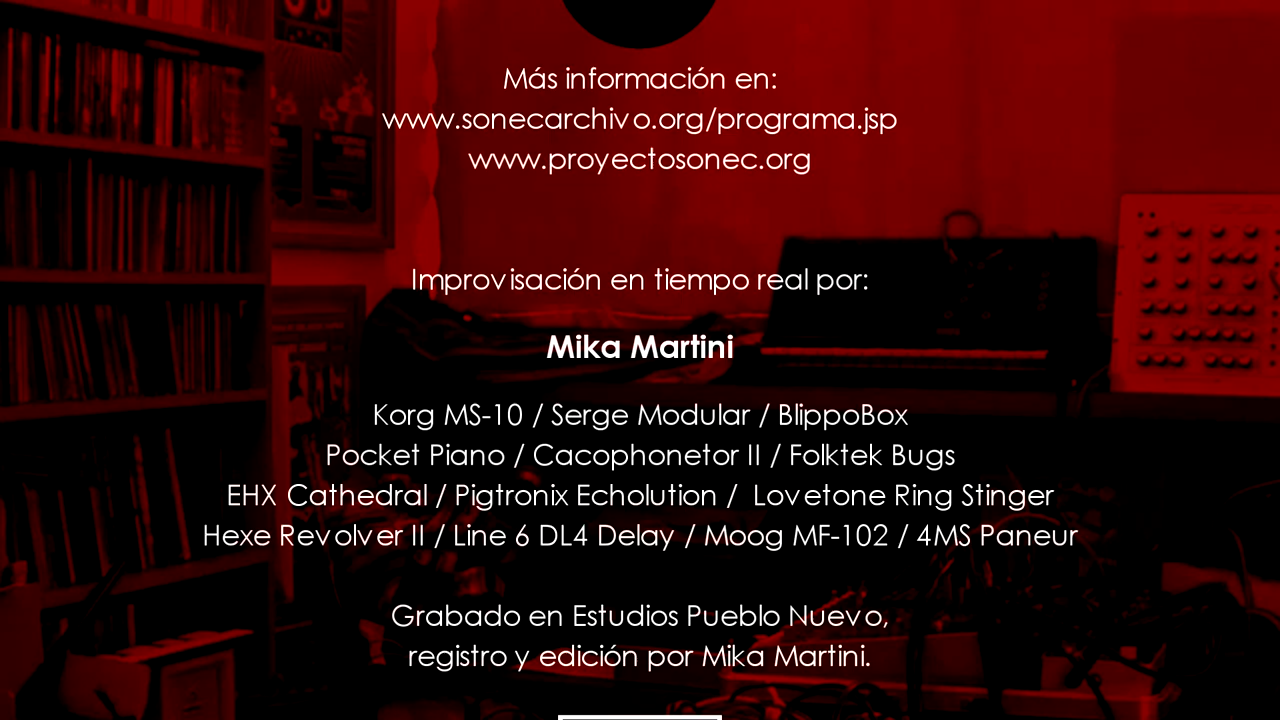 Más información en:
www.sonecarchivo.org/programa.jsp
www.proyectosonec.org
Improvisación en tiempo real por:
Mika Martini
Korg MS-10 / Serge Modular / BlippoBox
Pocket Piano / Cacophonetor II / Folktek Bugs
EHX Cathedral / Pigtronix Echolution / Lovetone Ring Stinger
Hexe Revolver II / Line 6 DL4 Delay / Moog MF-102 / 4MS Paneur
Grabado en Estudios Pueblo Nuevo,
registro y edición por Mika Martini.